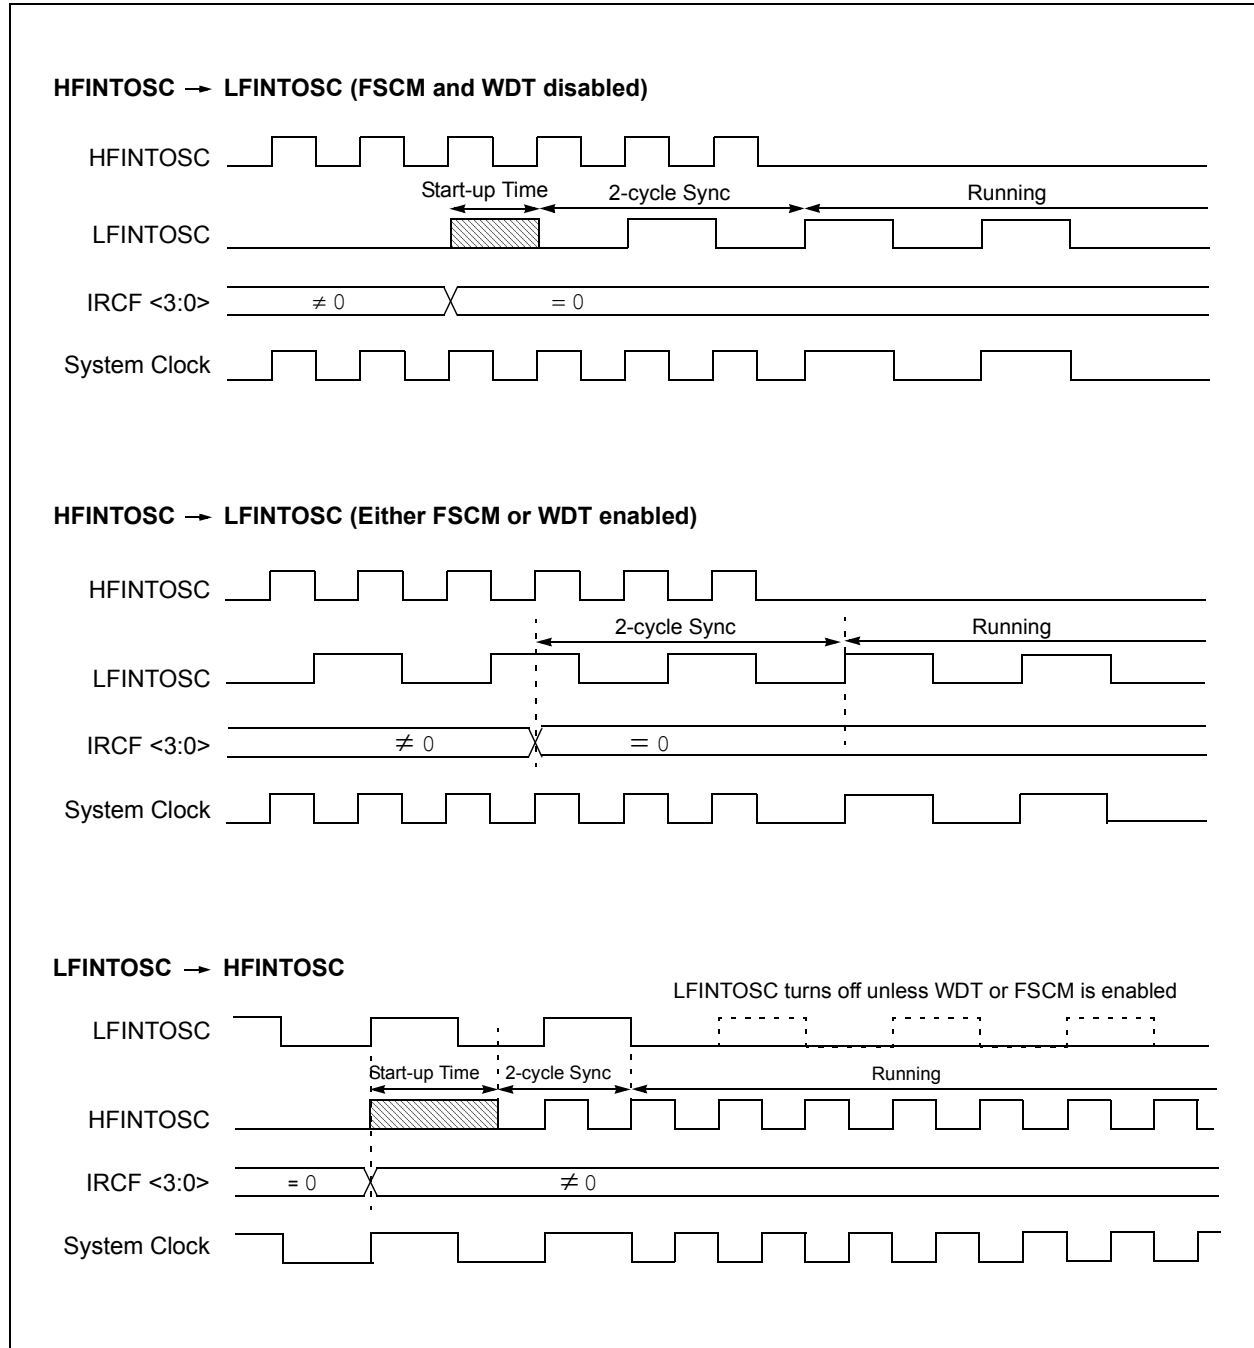 HFINTOSC → LFINTOSC (FSCM and WDT disabled)
HFINTOSC
Start-up Time 2-cycle Sync Running
LFINTOSC
IRCF <3:0> ≠ 0 = 0
System Clock
HFINTOSC → LFINTOSC (Either FSCM or WDT enabled)
HFINTOSC
2-cycle Sync Running
LFINTOSC
IRCF <3:0> ≠ 0 = 0
System Clock
LFINTOSC → HFINTOSC
LFINTOSC turns off unless WDT or FSCM is enabled
LFINTOSC
Start-up Time 2-cycle Sync Running
HFINTOSC
IRCF <3:0> = 0 ≠ 0
System Clock